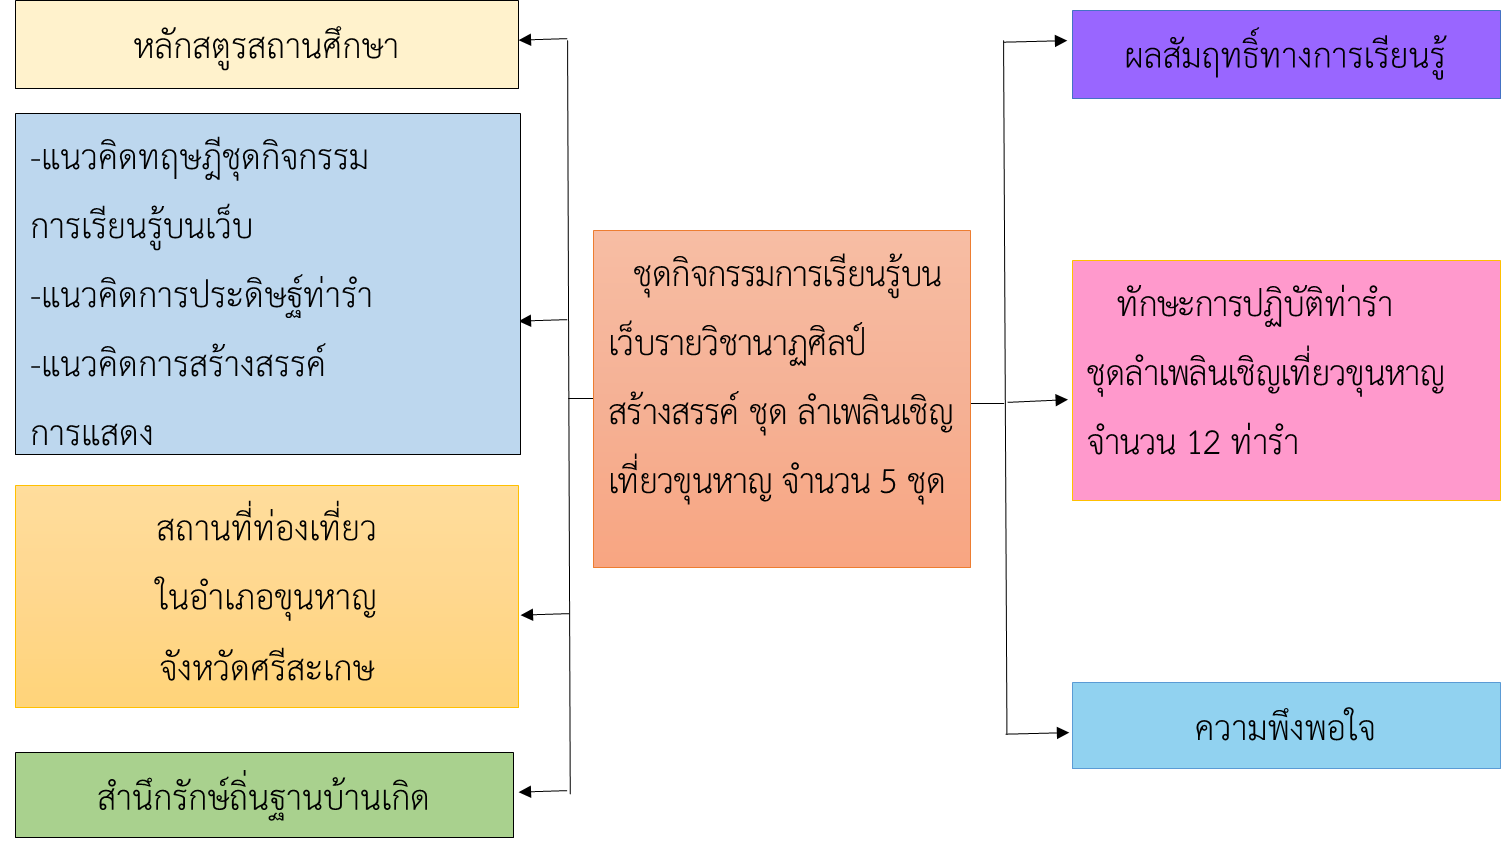 หลักสตูรสถานศึกษา
-แนวคิดทฤษฎีชุดกิจกรรม
การเรียนรู้บนเว็บ
-แนวคิดการประดิษฐ์ท่ารำ
-แนวคิดการสร้างสรรค์
การแสดง
สถานที่ท่องเที่ยว
ในอำเภอขุนหาญ
จังหวัดศรีสะเกษ
สำนึกรักษ์ถิ่นฐานบ้านเกิด
ชุดกิจกรรมการเรียนรู้บน
เว็บรายวิชานาฏศิลป์
สร้างสรรค์ ชุด ลำเพลินเชิญ
เที่ยวขุนหาญ จำนวน 5 ชุด
ผลสัมฤทธิ์ทางการเรียนรู้
ทักษะการปฏิบัติท่ารำ
ชุดลำเพลินเชิญเที่ยวขุนหาญ
จำนวน 12 ท่ารำ
ความพึงพอใจ